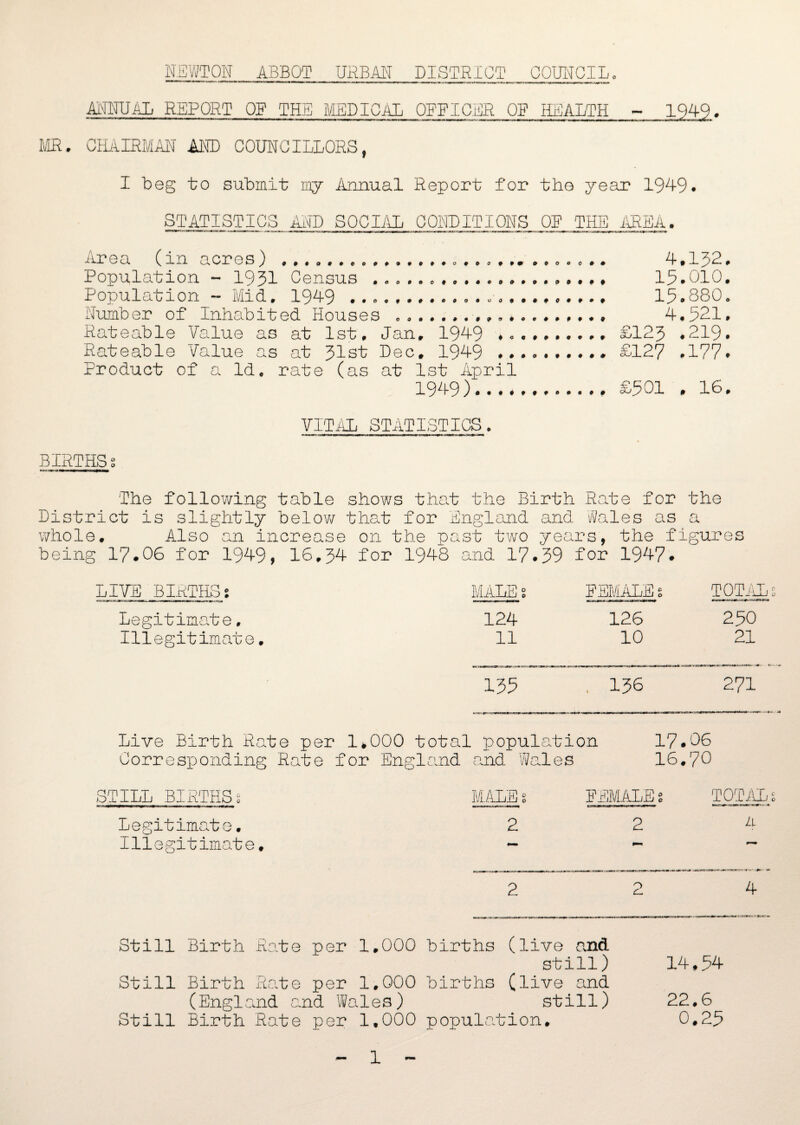 NEWTON ABBOT URBAN DISTRICT COUNCIL.
ANNUAL REPORT OF THE MEDICAL OFFICER OF HEALTH - 1949.
MR. CHAIRMAN AND COUNCILLORS,
I beg to submit my Annual Report for the year 1949.
STATISTICS AND SOCIAL CONDITIONS OF THE AREA.
Area (in acres) .................................. 4.132.
Population - 1931 Census ........................ 15.010.
Population - Mid. 1949 .......................... 15.880.
Number of Inhabited Houses ...................... 4.521.
Rateable Value as at 1st. Jan. 1949 .......... £123 .219.
Rateable Value as at 31st Dec. 1949 .......... £127 .177.
Product of a 1d. rate (as at 1st April
1949)............ £501 . 16.
VITAL STATISTICS.
BIRTHS:
The following table shows that the Birth Rate for the
District is slightly below that for England and Wales as a
whole. Also an increase on the past two years, the figures
being 17.06 for 1949, 16.34 for 1948 and 17.39 for 1947.
LIVE BIRTHS: MALE: FEMALE: TOTAL:
Legitimate. 124 126 250
Illegitimate. 11 10 21
135 . 136 271
Live Birth Rate per 1.000 total population 17.06
Corresponding Rate for England and Wales 16.70
STILL BIRTHS: MALE: FEMALE: TOTAL:
Legitimate. 2 2 4
Illegitimate. - - -
2 2 4
Still Birth Rate per 1.000 births (live and
still) 14.54
Still Birth Rate per 1.000 births (live and
(England and Wales) still) 22.6
Still Birth Rate per 1.000 population. 0.25
- 1 -